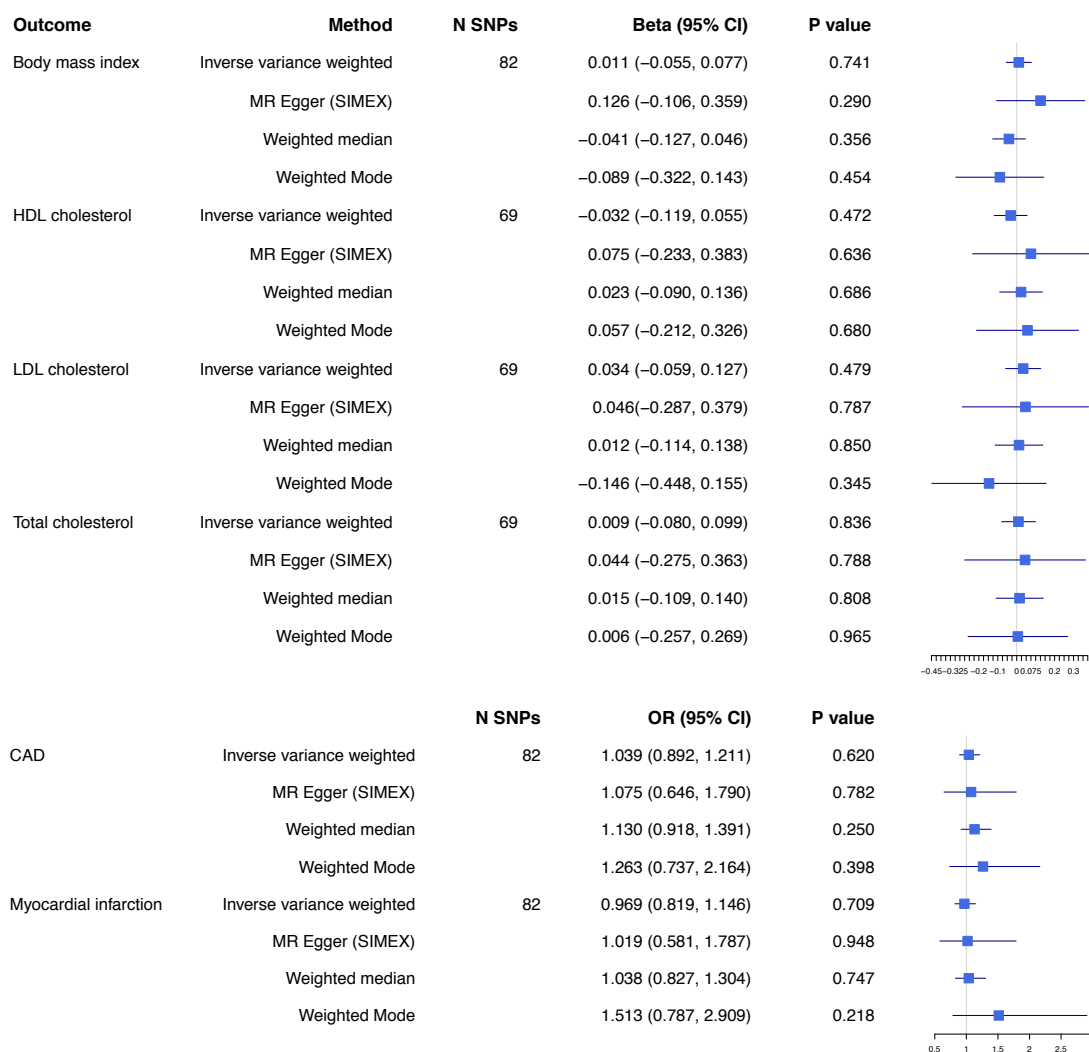 Outcome Method N SNPs Beta (95% CI) P value
Body mass index Inverse variance weighted 82 0.011 (−0.055, 0.077) 0.741
MR Egger (SIMEX) 0.126 (−0.106, 0.359) 0.290
Weighted median −0.041 (−0.127, 0.046) 0.356
Weighted Mode −0.089 (−0.322, 0.143) 0.454
HDL cholesterol Inverse variance weighted 69 −0.032 (−0.119, 0.055) 0.472
MR Egger (SIMEX) 0.075 (−0.233, 0.383) 0.636
Weighted median 0.023 (−0.090, 0.136) 0.686
Weighted Mode 0.057 (−0.212, 0.326) 0.680
LDL cholesterol Inverse variance weighted 69 0.034 (−0.059, 0.127) 0.479
MR Egger (SIMEX) 0.046(−0.287, 0.379) 0.787
Weighted median 0.012 (−0.114, 0.138) 0.850
Weighted Mode −0.146 (−0.448, 0.155) 0.345
Total cholesterol Inverse variance weighted 69 0.009 (−0.080, 0.099) 0.836
MR Egger (SIMEX) 0.044 (−0.275, 0.363) 0.788
Weighted median 0.015 (−0.109, 0.140) 0.808
Weighted Mode 0.006 (−0.257, 0.269) 0.965
−0.45−0.325 −0.2 −0.1 0 0.075 0.2 0.3
N SNPs OR (95% CI) P value
CAD Inverse variance weighted 82 1.039 (0.892, 1.211) 0.620
MR Egger (SIMEX) 1.075 (0.646, 1.790) 0.782
Weighted median 1.130 (0.918, 1.391) 0.250
Weighted Mode 1.263 (0.737, 2.164) 0.398
Myocardial infarction Inverse variance weighted 82 0.969 (0.819, 1.146) 0.709
MR Egger (SIMEX) 1.019 (0.581, 1.787) 0.948
Weighted median 1.038 (0.827, 1.304) 0.747
Weighted Mode 1.513 (0.787, 2.909) 0.218
0.5 1 1.5 2 2.5